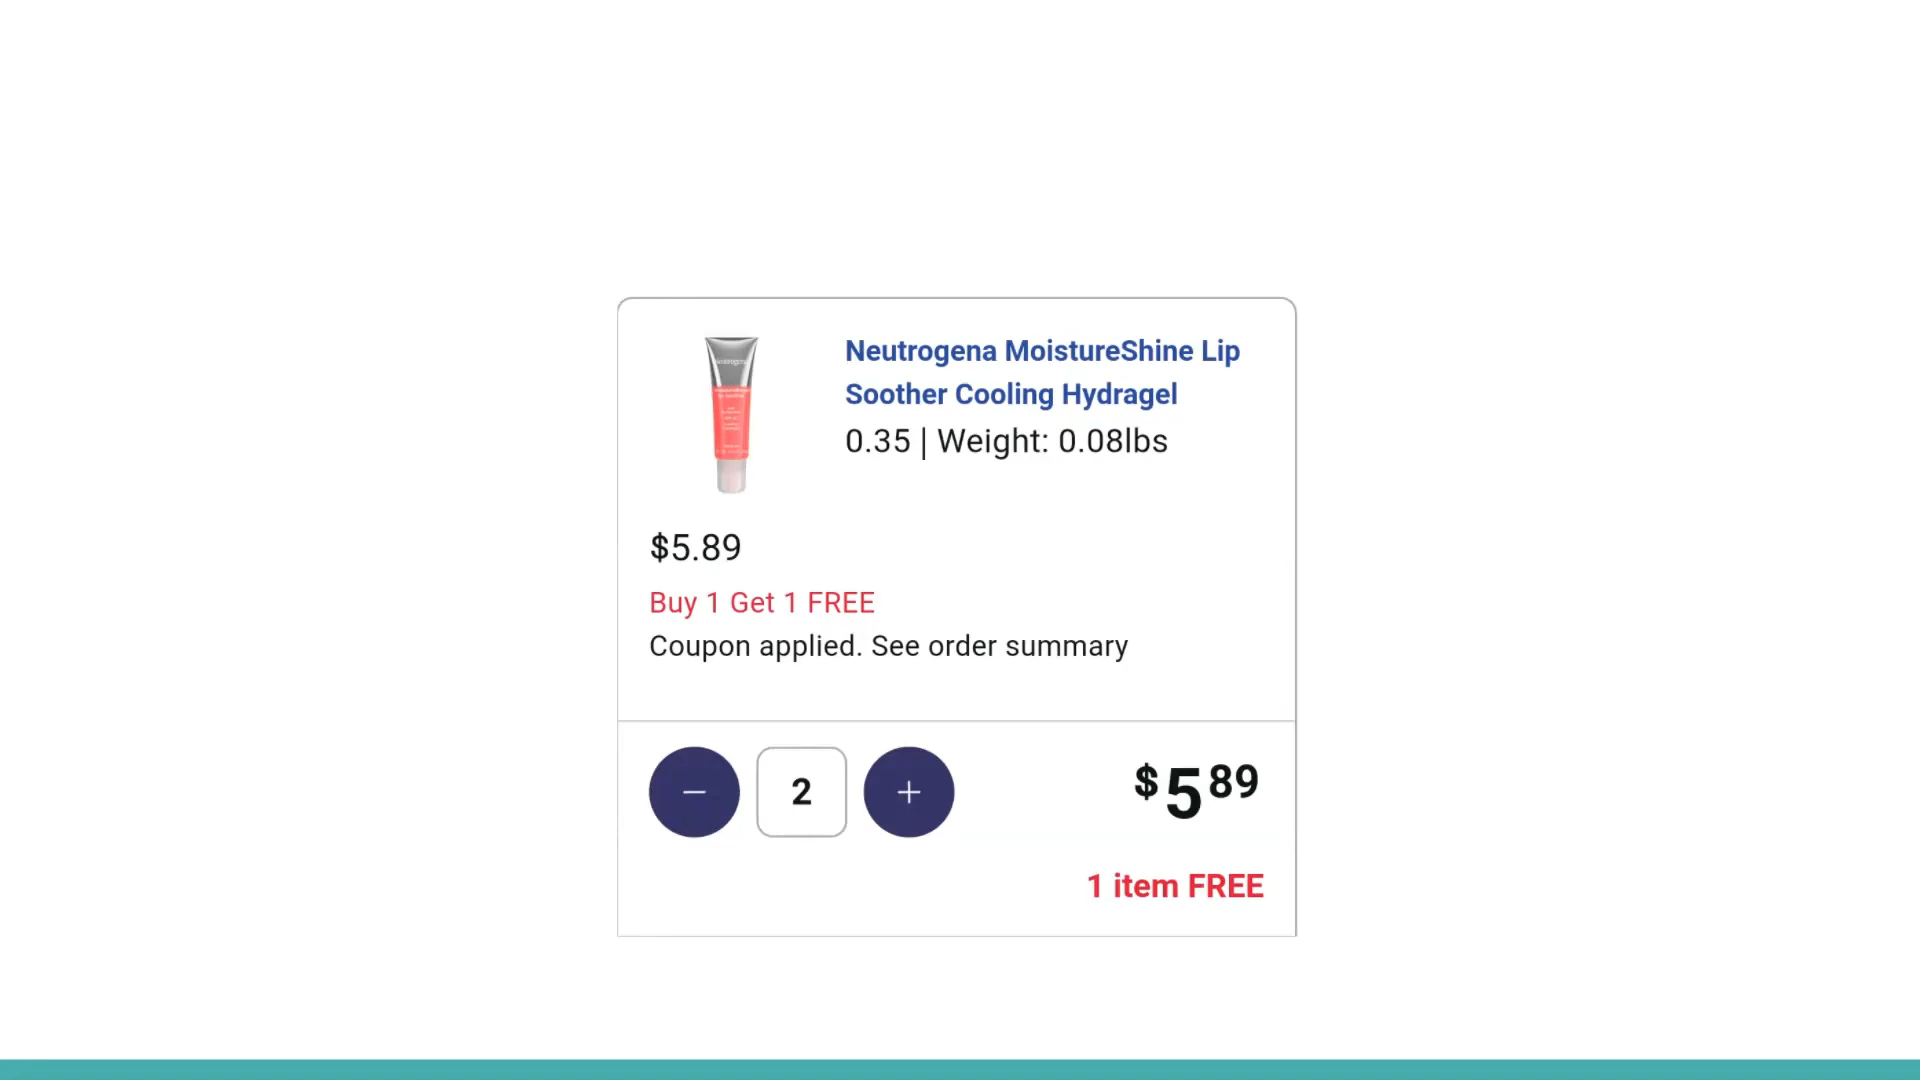 Neutrogena MoistureShine Lip
Soother Cooling Hydragel
0.35 | Weight: 0.08lbs
$5.89
Buy 1 Get 1 FREE
Coupon applied. See order summary
− 2 + $5 89
1 item FREE